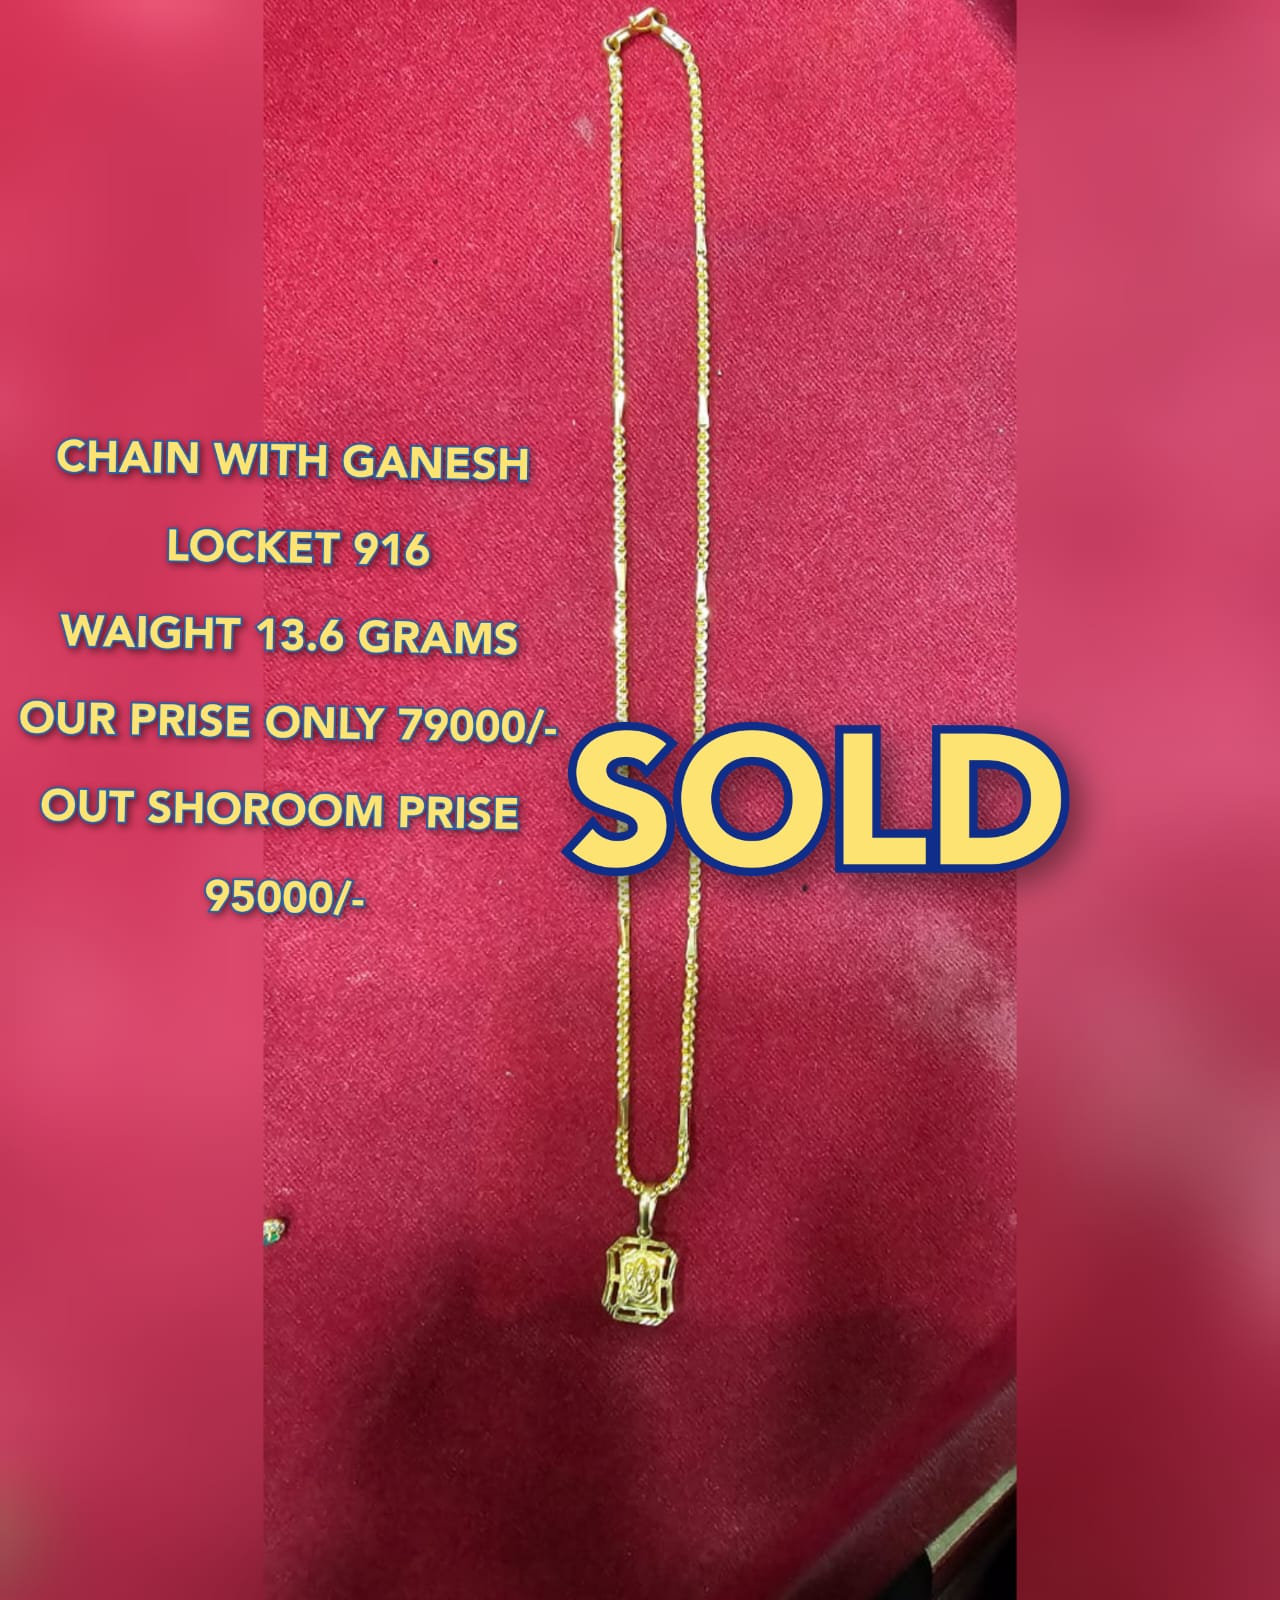 CHAIN WITH GANESH
LOCKET 916
WAIGHT 13.6 GRAMS
OUR PRISE ONLY 79000/-
OUT SHOROOM PRISE
95000/-
SOLD